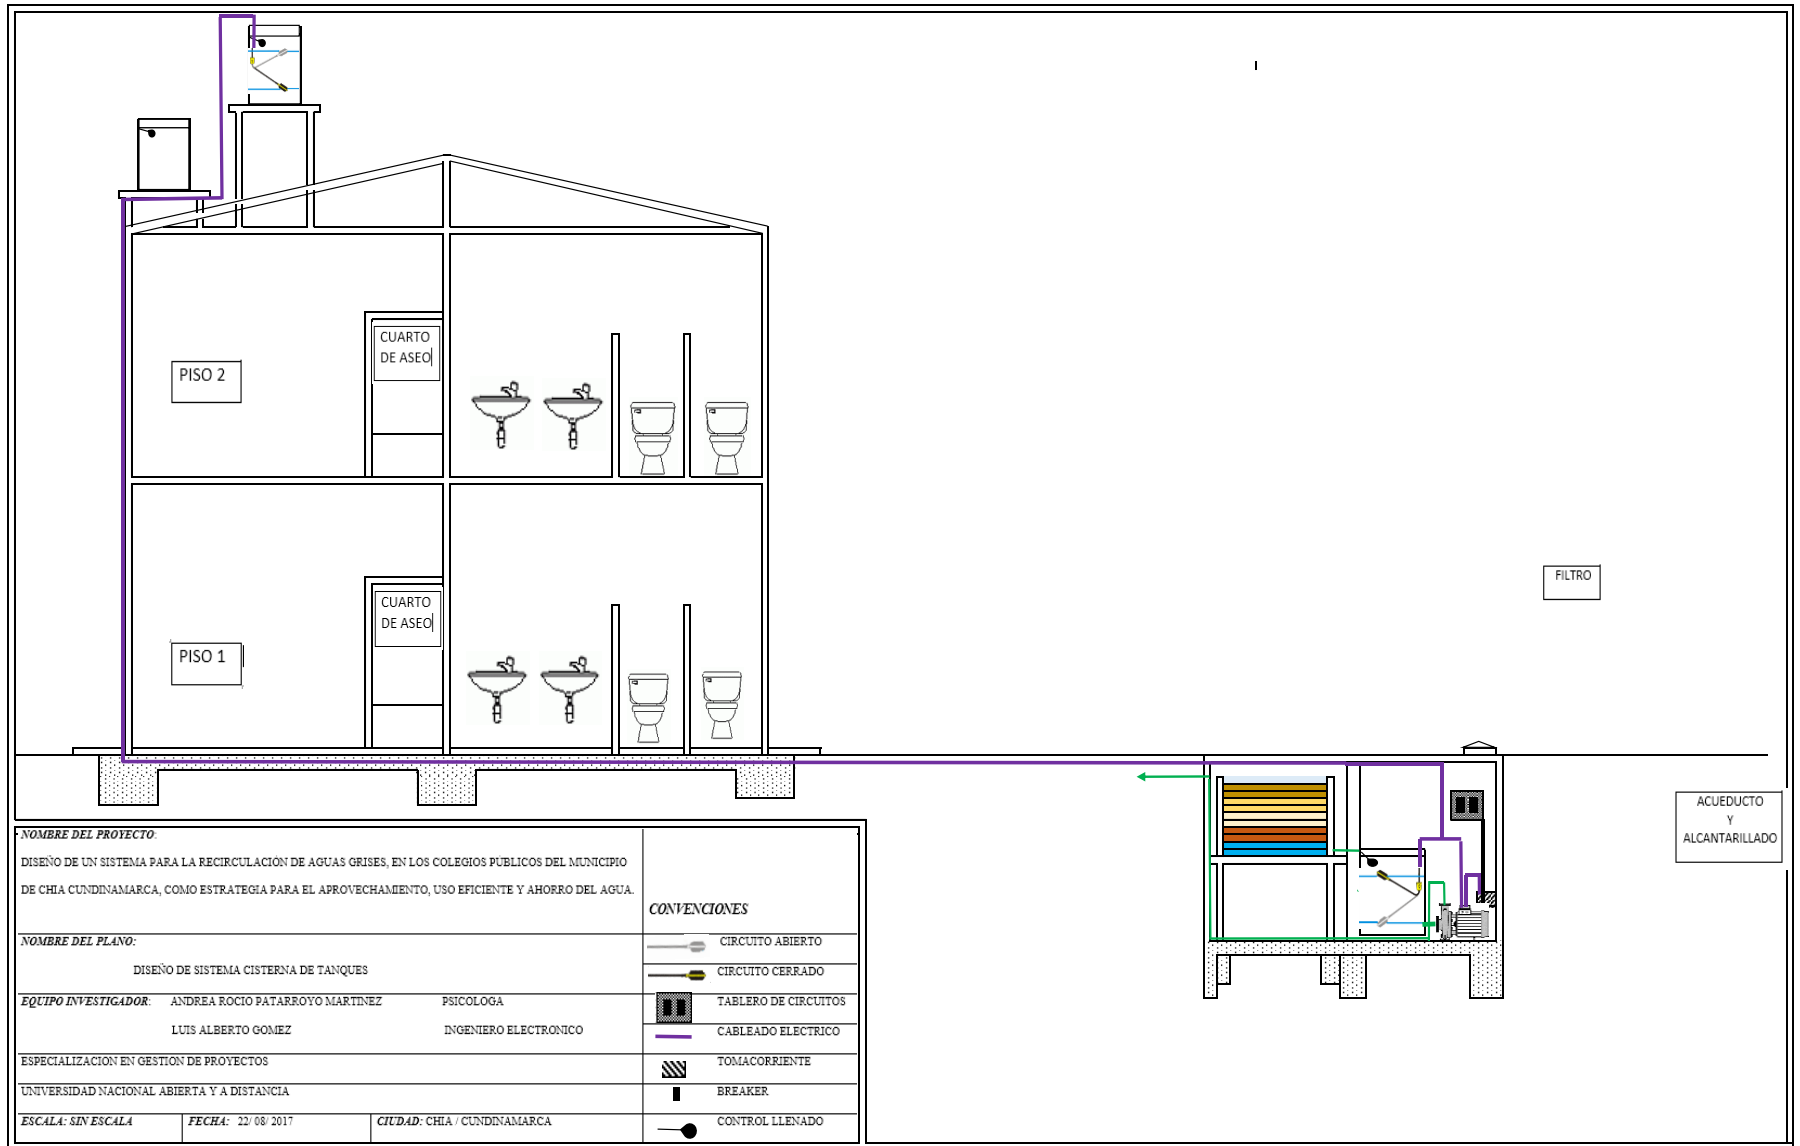 CUARTO
DE ASEO
PISO 2
CUARTO
DE ASEO
PISO 1
FILTRO
ACUEDUCTO
Y
ALCANTARILLADO
NOMBRE DEL PROYECTO:
DISEÑO DE UN SISTEMA PARA LA RECIRCULACIÓN DE AGUAS GRISES, EN LOS COLEGIOS PUBLICOS DEL MUNICIPIO
DE CHIA CUNDINAMARCA, COMO ESTRATEGIA PARA EL APROVECHAMIENTO, USO EFICIENTE Y AHORRO DEL AGUA.
NOMBRE DEL PLANO:
DISEÑO DE SISTEMA CISTERNA DE TANQUES
EQUIPO INVESTIGADOR: ANDREA ROCIO PATARROYO MARTINEZ PSICOLOGA
LUIS ALBERTO GOMEZ INGENIERO ELECTRONICO
ESPECIALIZACION EN GESTION DE PROYECTOS
UNIVERSIDAD NACIONAL ABIERTA Y A DISTANCIA
ESCALA: SIN ESCALA FECHA: 22/ 08/ 2017 CIUDAD: CHIA / CUNDINAMARCA
CONVENCIONES
CIRCUITO ABIERTO
CIRCUITO CERRADO
TABLERO DE CIRCUITOS
CABLEADO ELECTRICO
TOMACORRIENTE
BREAKER
CONTROL LLENADO